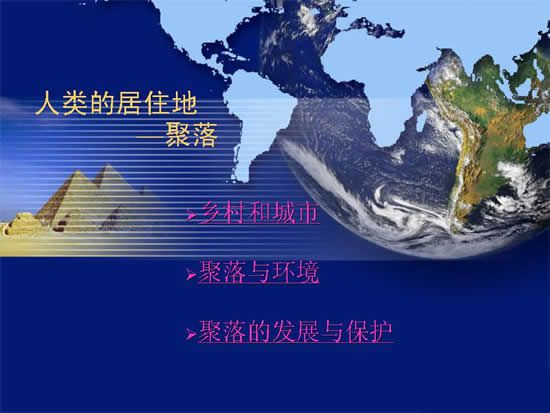 人类的居住地
——聚落
乡村和城市
聚落与环境
聚落的发展与保护